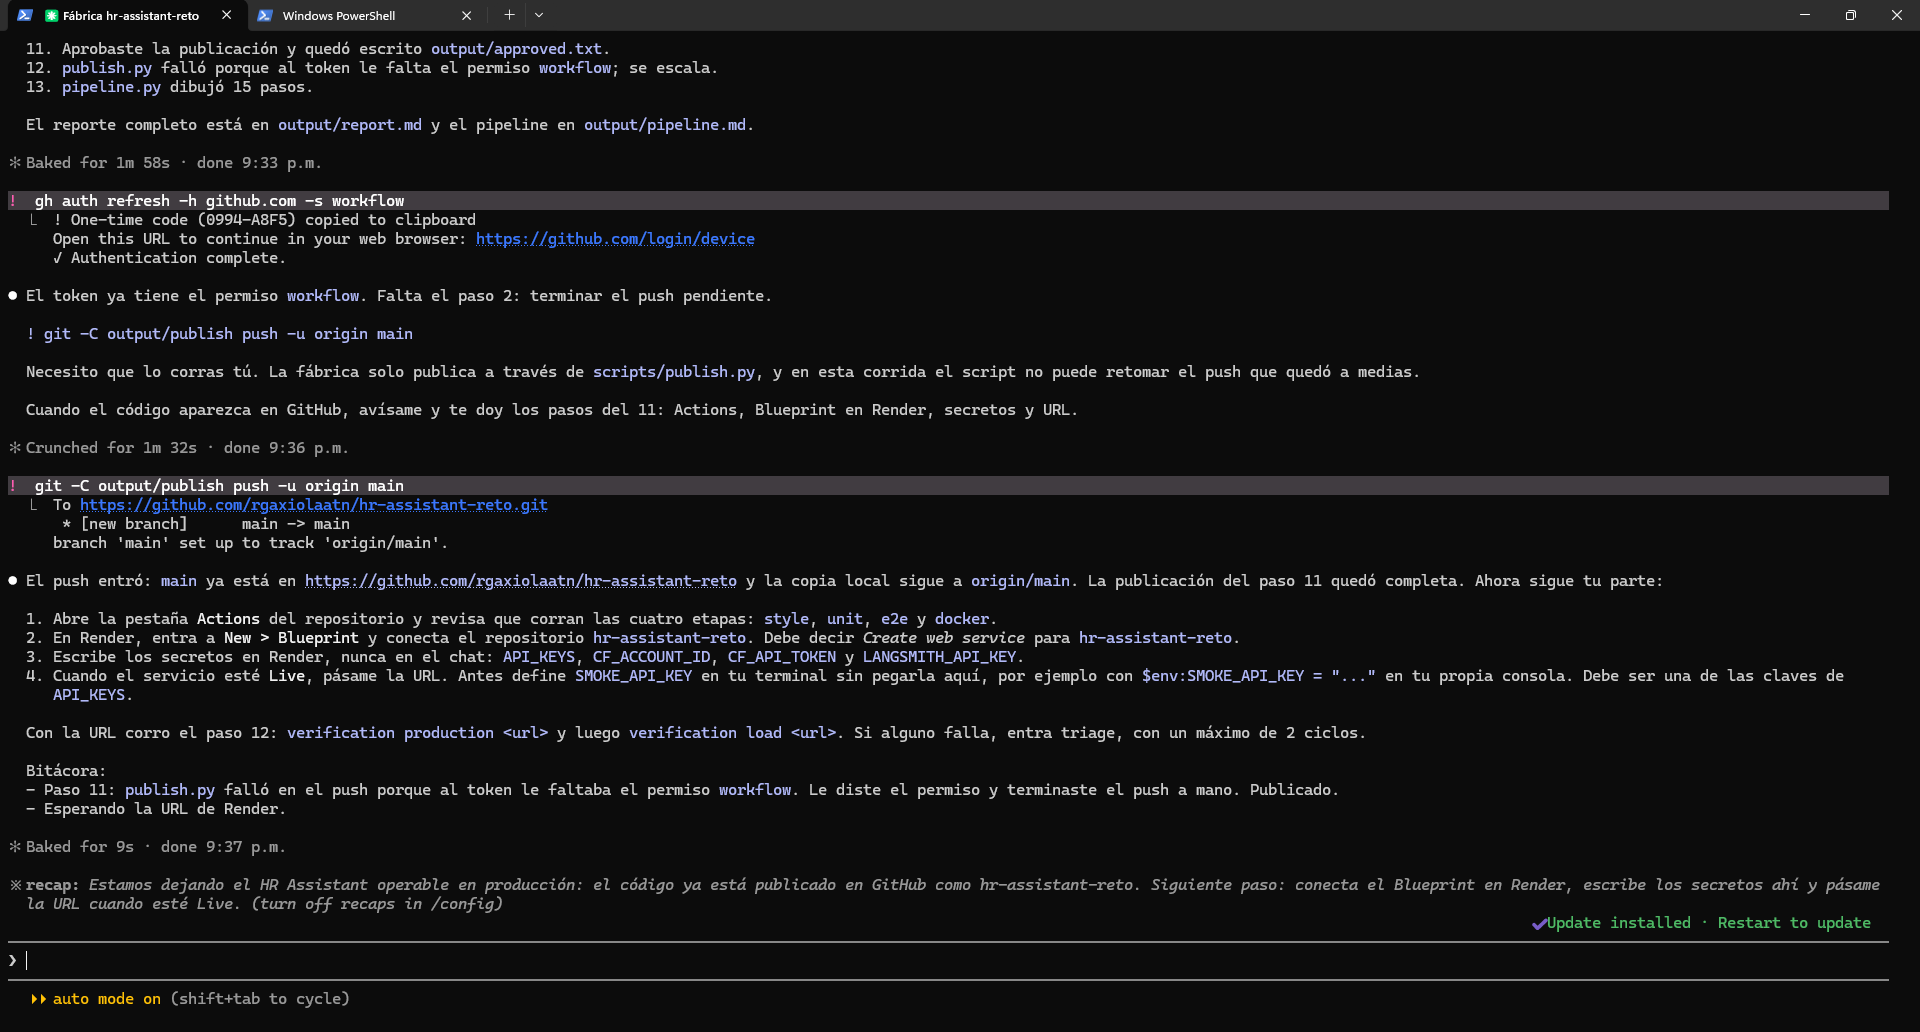 Fábrica hr-assistant-reto
Windows PowerShell
11. Aprobaste la publicación y quedó escrito output/approved.txt.
12. publish.py falló porque al token le falta el permiso workflow; se escala.
13. pipeline.py dibujó 15 pasos.
El reporte completo está en output/report.md y el pipeline en output/pipeline.md.
✻ Baked for 1m 58s · done 9:33 p.m.
! gh auth refresh -h github.com -s workflow
⎿ ! One-time code (0994-A8F5) copied to clipboard
Open this URL to continue in your web browser: https://github.com/login/device
✓ Authentication complete.
● El token ya tiene el permiso workflow. Falta el paso 2: terminar el push pendiente.
! git -C output/publish push -u origin main
Necesito que lo corras tú. La fábrica solo publica a través de scripts/publish.py, y en esta corrida el script no puede retomar el push que quedó a medias.
Cuando el código aparezca en GitHub, avísame y te doy los pasos del 11: Actions, Blueprint en Render, secretos y URL.
✻ Crunched for 1m 32s · done 9:36 p.m.
! git -C output/publish push -u origin main
⎿ To https://github.com/rgaxiolaatn/hr-assistant-reto.git
* [new branch]      main -> main
branch 'main' set up to track 'origin/main'.
● El push entró: main ya está en https://github.com/rgaxiolaatn/hr-assistant-reto y la copia local sigue a origin/main. La publicación del paso 11 quedó completa. Ahora sigue tu parte:
1. Abre la pestaña Actions del repositorio y revisa que corran las cuatro etapas: style, unit, e2e y docker.
2. En Render, entra a New > Blueprint y conecta el repositorio hr-assistant-reto. Debe decir Create web service para hr-assistant-reto.
3. Escribe los secretos en Render, nunca en el chat: API_KEYS, CF_ACCOUNT_ID, CF_API_TOKEN y LANGSMITH_API_KEY.
4. Cuando el servicio esté Live, pásame la URL. Antes define SMOKE_API_KEY en tu terminal sin pegarla aquí, por ejemplo con $env:SMOKE_API_KEY = "..." en tu propia consola. Debe ser una de las claves de
API_KEYS.
Con la URL corro el paso 12: verification production <url> y luego verification load <url>. Si alguno falla, entra triage, con un máximo de 2 ciclos.
Bitácora:
- Paso 11: publish.py falló en el push porque al token le faltaba el permiso workflow. Le diste el permiso y terminaste el push a mano. Publicado.
- Esperando la URL de Render.
✻ Baked for 9s · done 9:37 p.m.
※ recap: Estamos dejando el HR Assistant operable en producción: el código ya está publicado en GitHub como hr-assistant-reto. Siguiente paso: conecta el Blueprint en Render, escribe los secretos ahí y pásame
la URL cuando esté Live. (turn off recaps in /config)
✓Update installed · Restart to update
❯
⏵⏵ auto mode on (shift+tab to cycle)